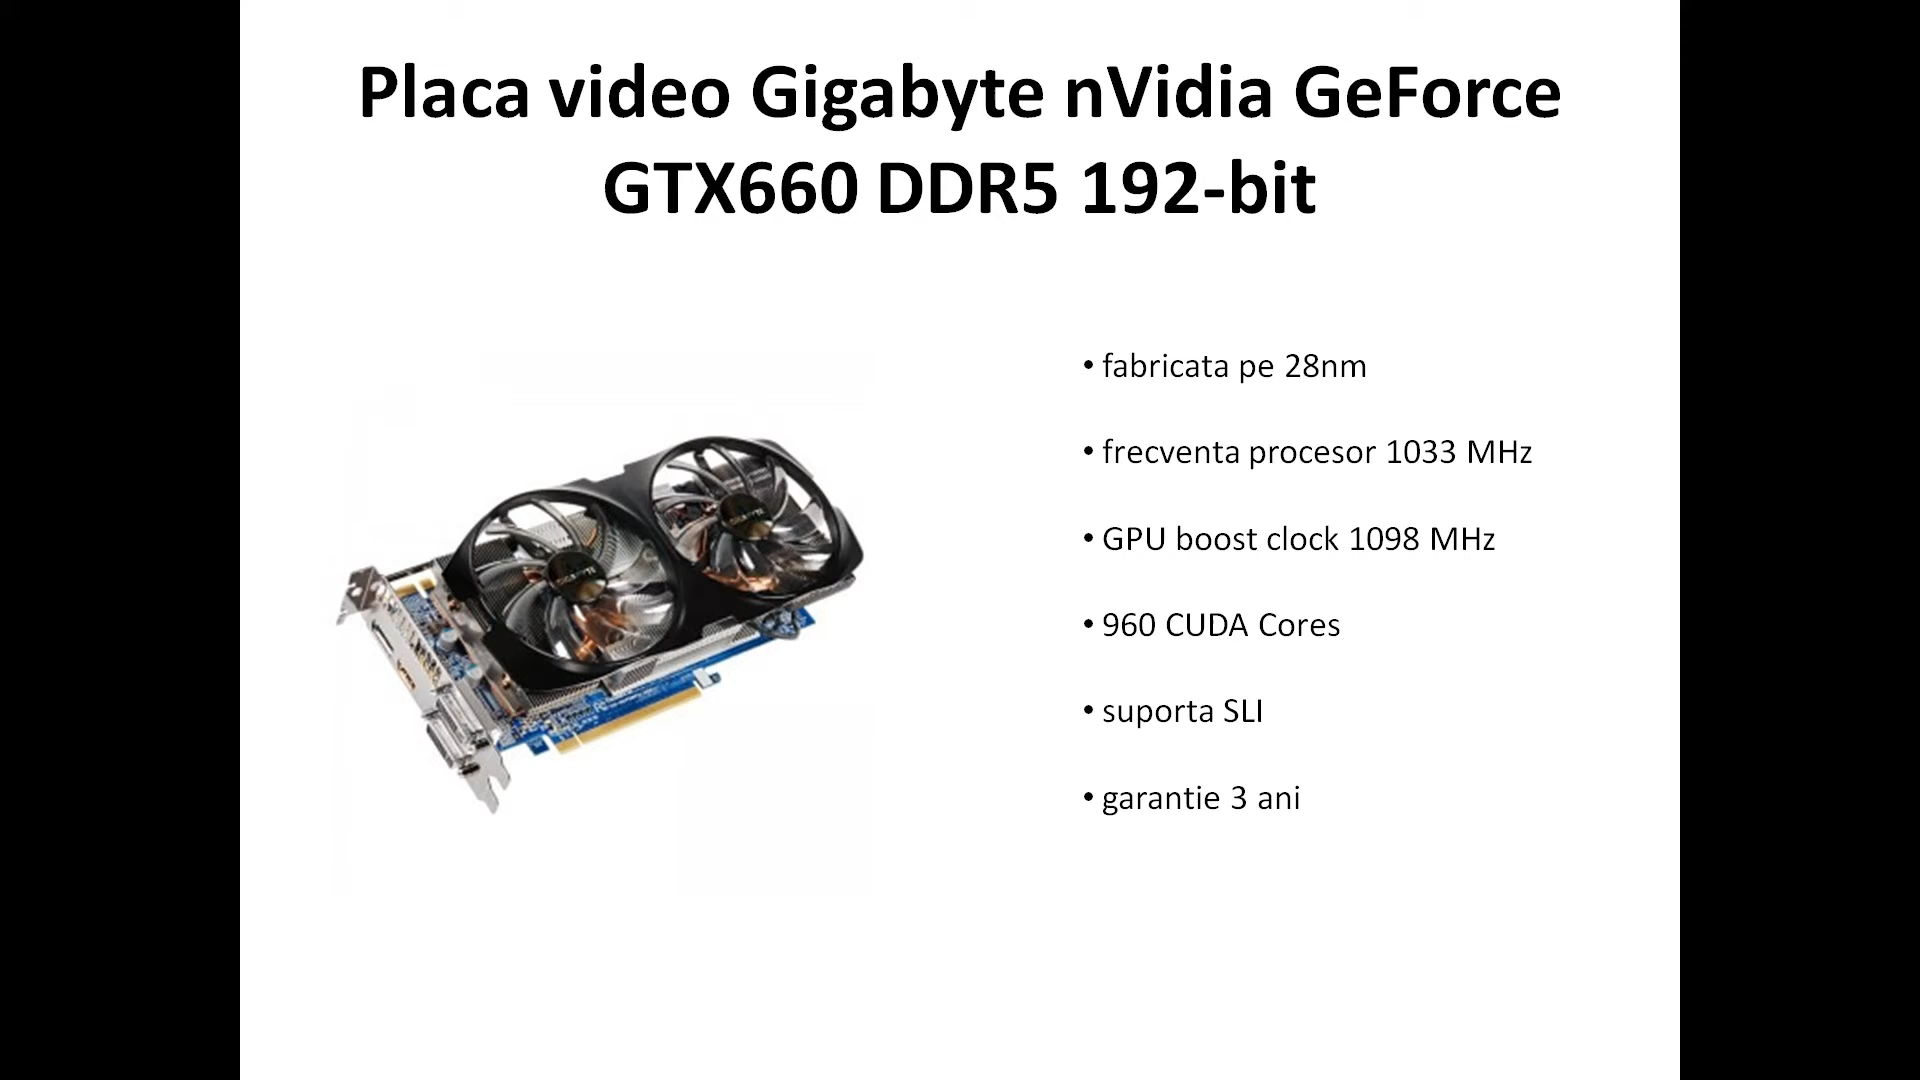 Placa video Gigabyte nVidia GeForce
GTX660 DDR5 192-bit
• fabricata pe 28nm
• frecventa procesor 1033 MHz
• GPU boost clock 1098 MHz
• 960 CUDA Cores
• suporta SLI
• garantie 3 ani